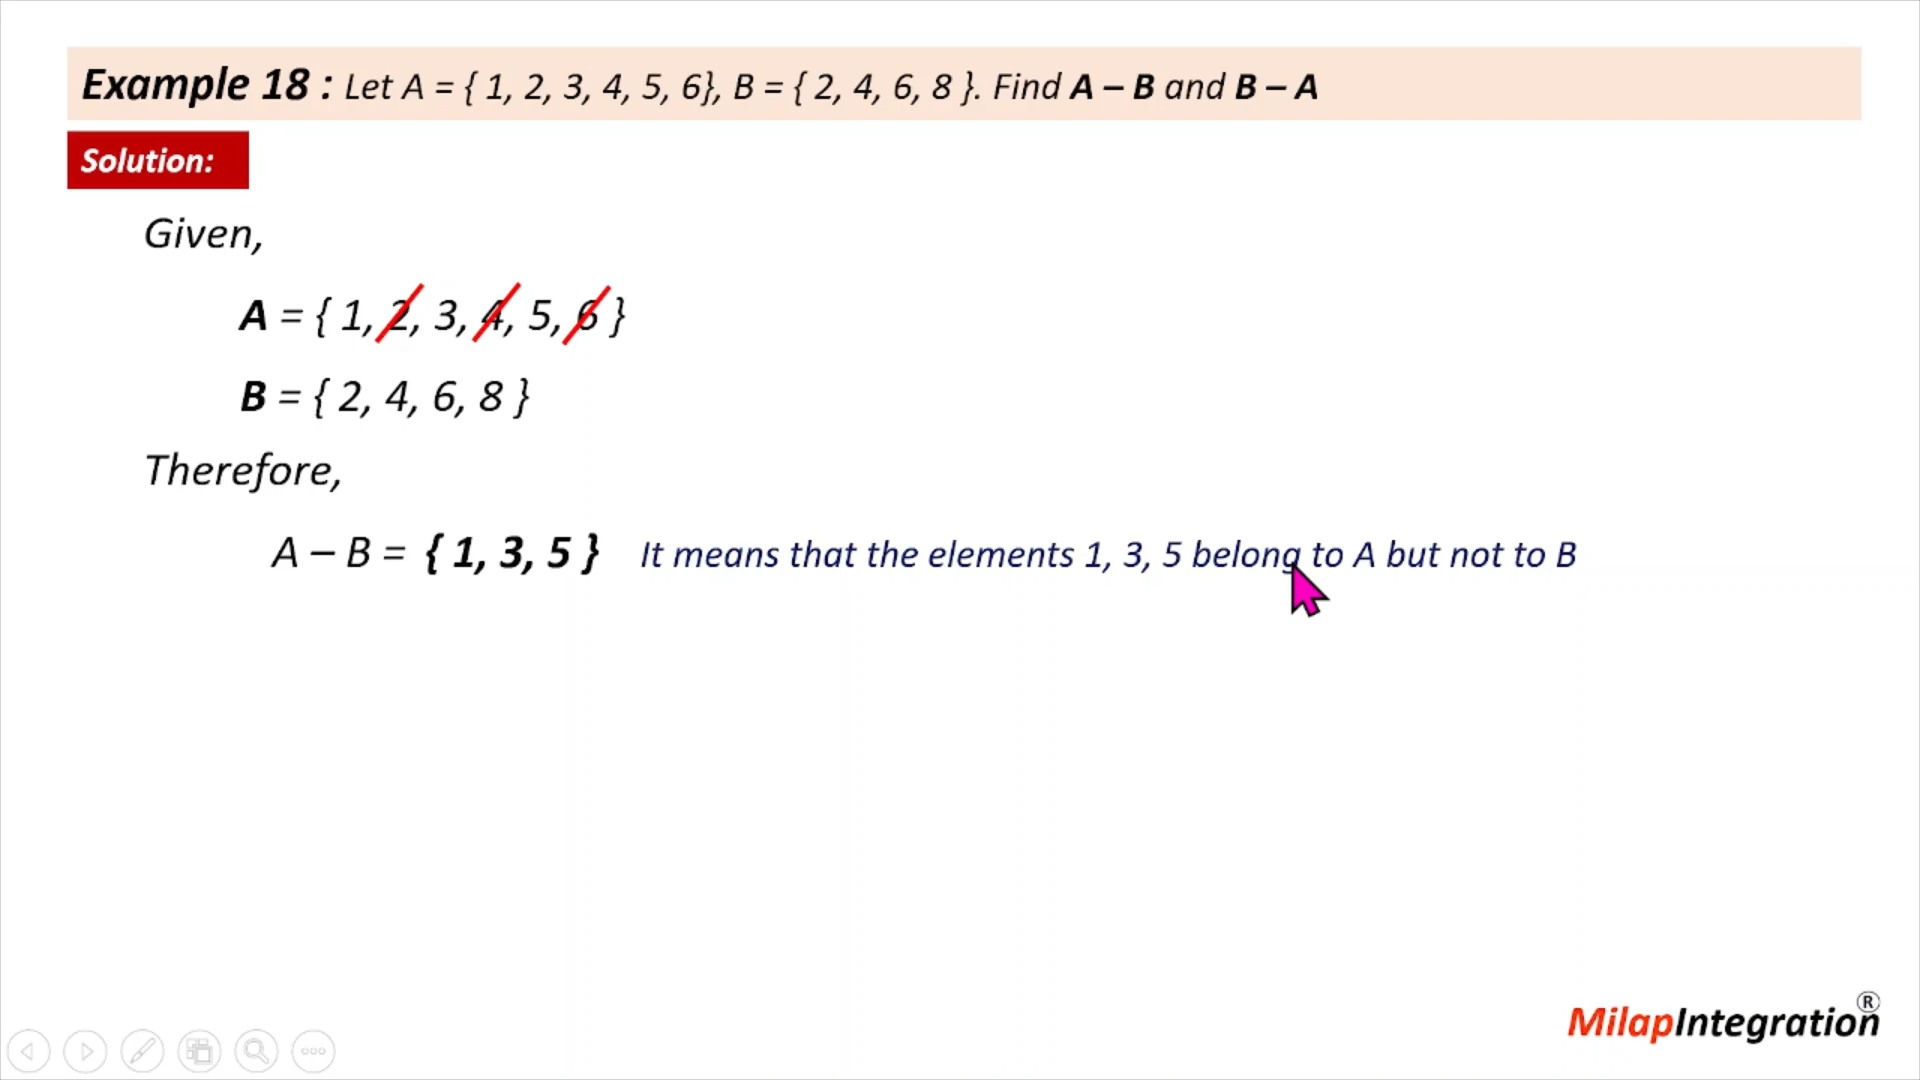 Example 18 : Let A = { 1, 2, 3, 4, 5, 6}, B = { 2, 4, 6, 8 }. Find A – B and B – A
Solution:
Given,
A = { 1, 2, 3, 4, 5, 6 }
B = { 2, 4, 6, 8 }
Therefore,
A – B = { 1, 3, 5 } It means that the elements 1, 3, 5 belong to A but not to B
MilapIntegration®